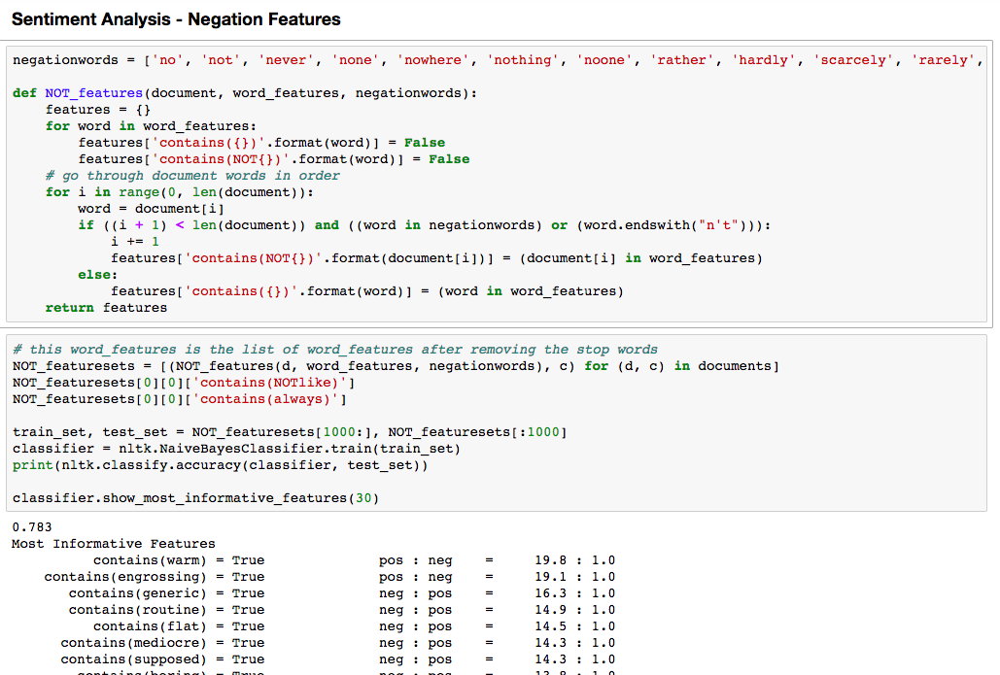 Sentiment Analysis - Negation Features
negationwords = ['no', 'not', 'never', 'none', 'nowhere', 'nothing', 'noone', 'rather', 'hardly', 'scarcely', 'rarely',
def NOT_features(document, word_features, negationwords):
    features = {}
    for word in word_features:
        features['contains({})'.format(word)] = False
        features['contains(NOT{})'.format(word)] = False
    # go through document words in order
    for i in range(0, len(document)):
        word = document[i]
        if ((i + 1) < len(document)) and ((word in negationwords) or (word.endswith("n't"))):
            i += 1
            features['contains(NOT{})'.format(document[i])] = (document[i] in word_features)
        else:
            features['contains({})'.format(word)] = (word in word_features)
    return features
# this word_features is the list of word_features after removing the stop words
NOT_featuresets = [(NOT_features(d, word_features, negationwords), c) for (d, c) in documents]
NOT_featuresets[0][0]['contains(NOTlike)']
NOT_featuresets[0][0]['contains(always)']
train_set, test_set = NOT_featuresets[1000:], NOT_featuresets[:1000]
classifier = nltk.NaiveBayesClassifier.train(train_set)
print(nltk.classify.accuracy(classifier, test_set))
classifier.show_most_informative_features(30)
0.783
Most Informative Features
contains(warm) = True pos : neg = 19.8 : 1.0
contains(engrossing) = True pos : neg = 19.1 : 1.0
contains(generic) = True neg : pos = 16.3 : 1.0
contains(routine) = True neg : pos = 14.9 : 1.0
contains(flat) = True neg : pos = 14.5 : 1.0
contains(mediocre) = True neg : pos = 14.3 : 1.0
contains(supposed) = True neg : pos = 14.3 : 1.0